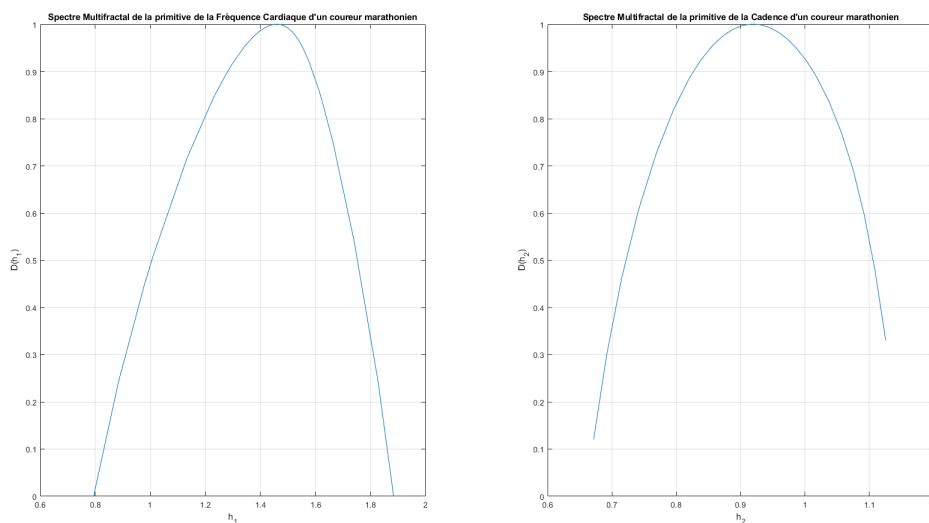 Spectre Multifractal de la primitive de la Fréquence Cardiaque d'un coureur marathonien
1
0.9
0.8
0.7
0.6
0.5
0.4
0.3
0.2
0.1
0
D(h₁)
0.6 0.8 1 1.2 1.4 1.6 1.8 2
h₁
Spectre Multifractal de la primitive de la Cadence d'un coureur marathonien
1
0.9
0.8
0.7
0.6
0.5
0.4
0.3
0.2
0.1
0
D(h₂)
0.6 0.7 0.8 0.9 1 1.1
h₂